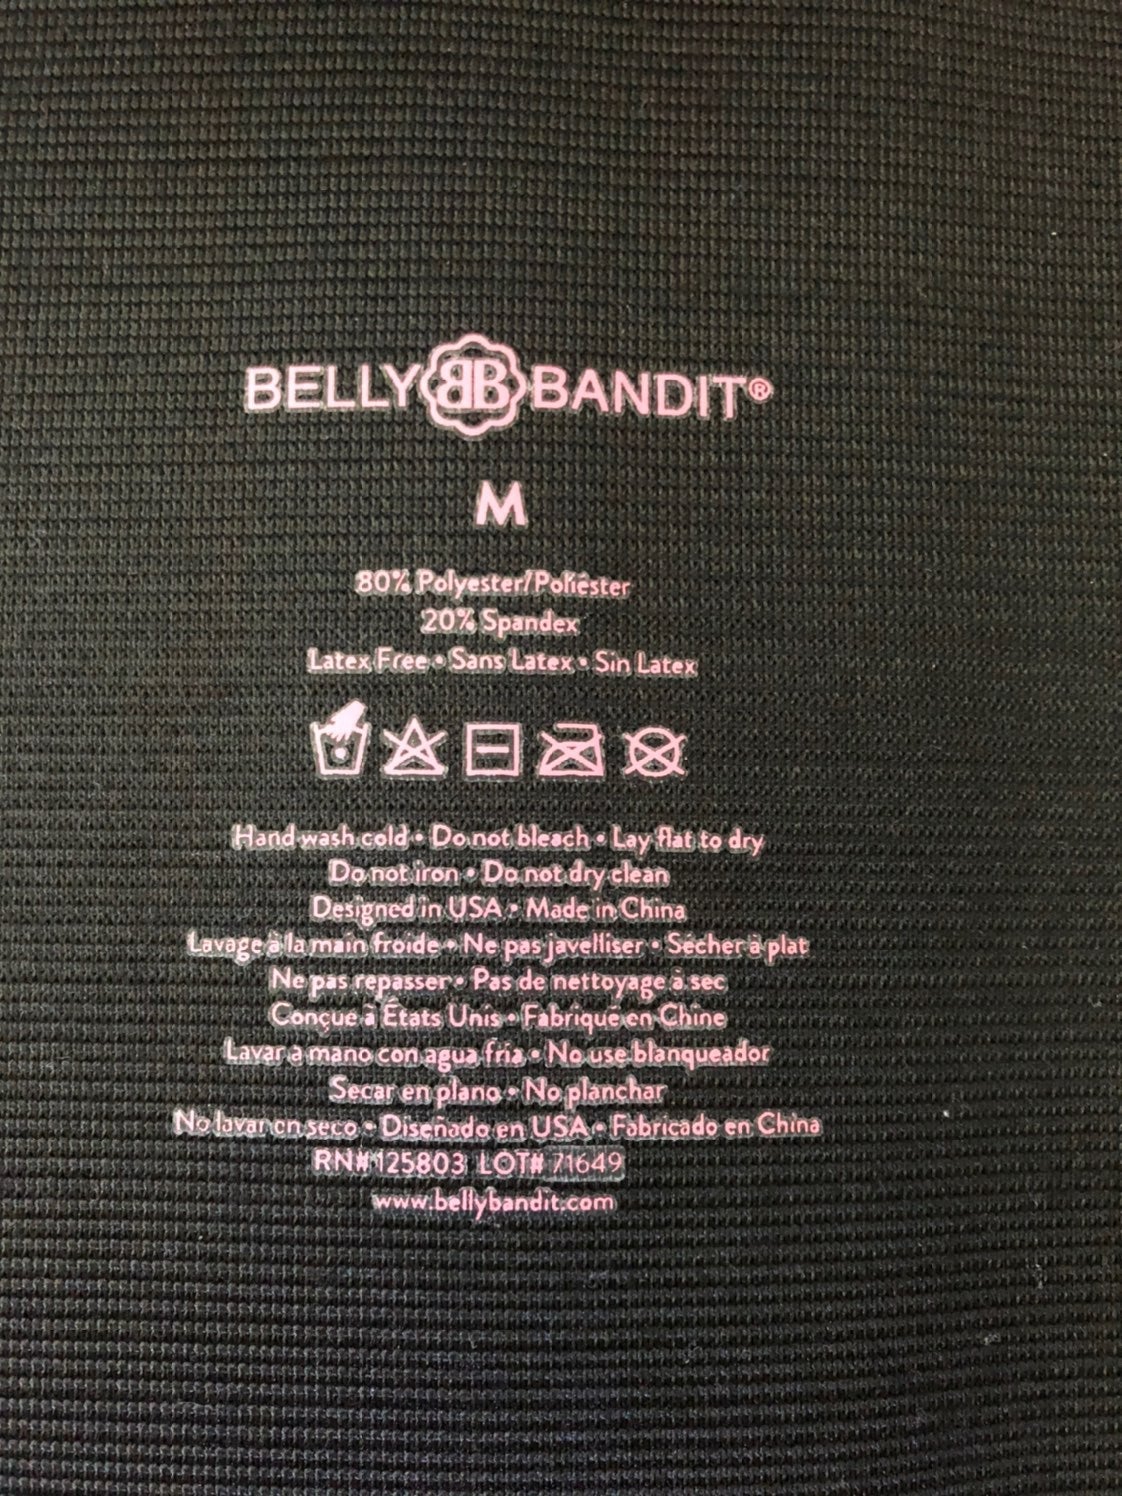 BELLY BB BANDIT®
M
80% Polyester/Poliéster
20% Spandex
Latex Free • Sans Latex • Sin Latex
Hand wash cold • Do not bleach • Lay flat to dry
Do not iron • Do not dry clean
Designed in USA • Made in China
Lavage à la main froide • Ne pas javelliser • Sécher à plat
Ne pas repasser • Pas de nettoyage à sec
Conçue à États Unis • Fabriqué en Chine
Lavar a mano con agua fría • No use blanqueador
Secar en plano • No planchar
No lavar en seco • Diseñado en USA • Fabricado en China
RN#125803 LOT# 71649
www.bellybandit.com